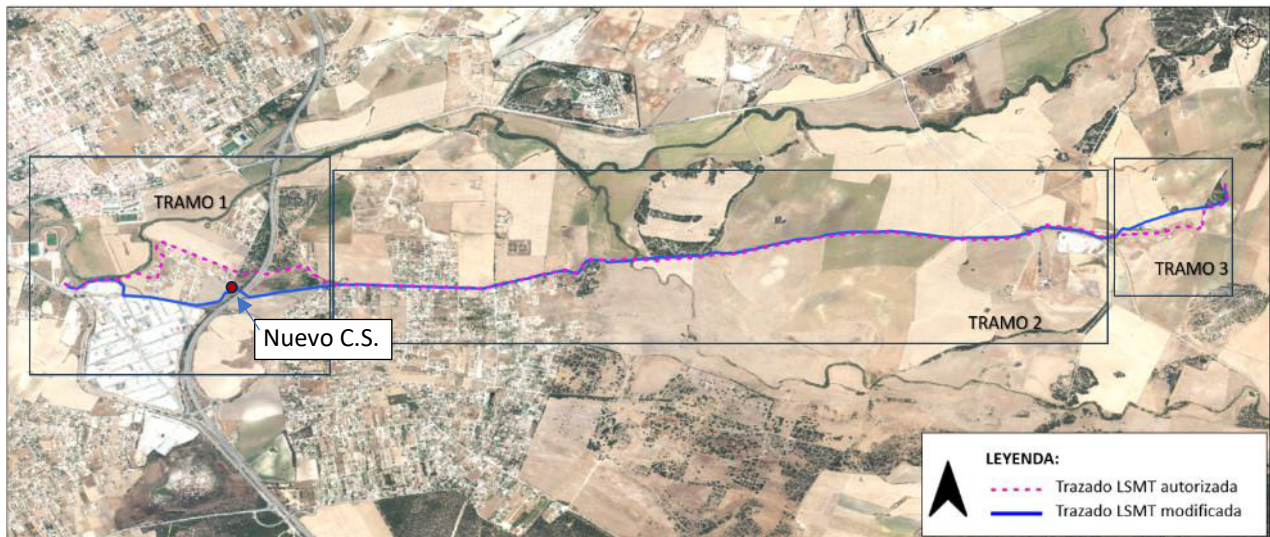 TRAMO 1
Nuevo C.S.
TRAMO 2
TRAMO 3
LEYENDA:
Trazado LSMT autorizada
Trazado LSMT modificada